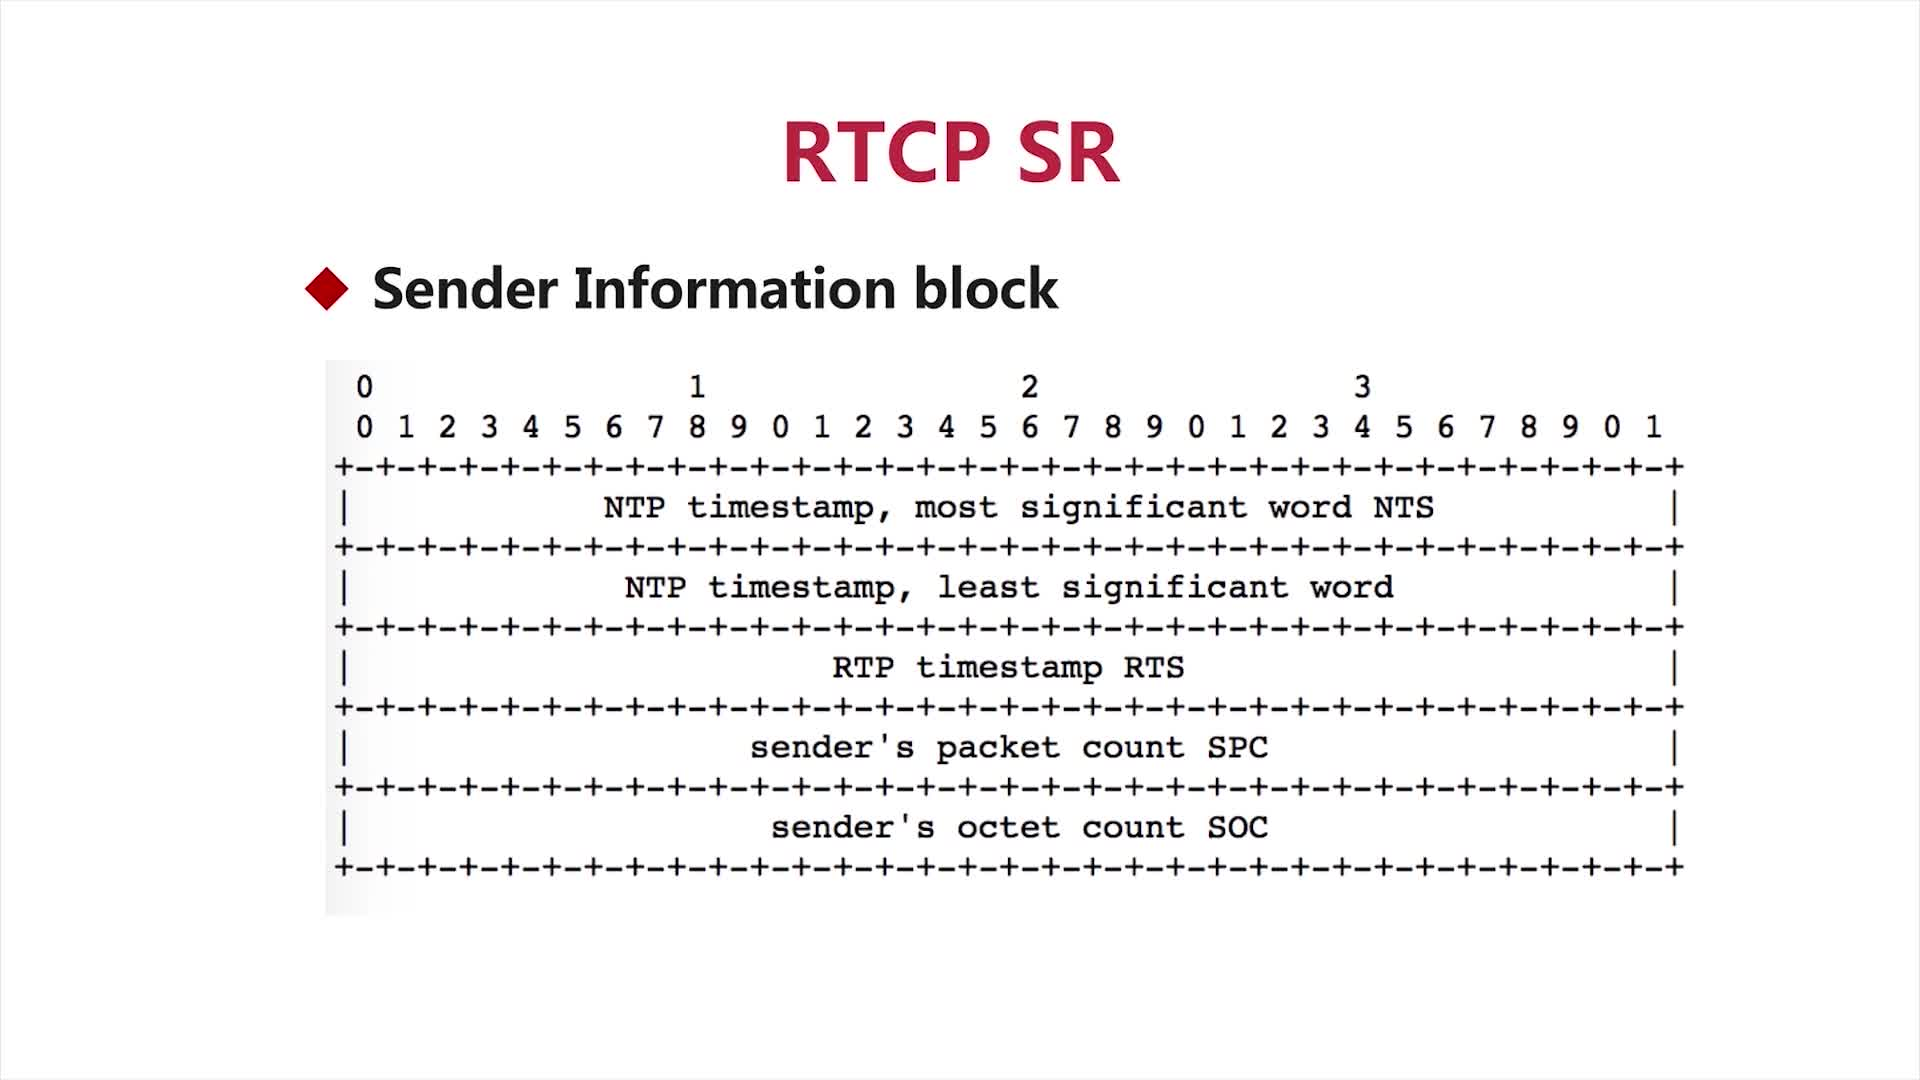 RTCP SR
Sender Information block
0 1 2 3
0 1 2 3 4 5 6 7 8 9 0 1 2 3 4 5 6 7 8 9 0 1 2 3 4 5 6 7 8 9 0 1
+-+-+-+-+-+-+-+-+-+-+-+-+-+-+-+-+-+-+-+-+-+-+-+-+-+-+-+-+-+-+-+-+
| NTP timestamp, most significant word NTS |
+-+-+-+-+-+-+-+-+-+-+-+-+-+-+-+-+-+-+-+-+-+-+-+-+-+-+-+-+-+-+-+-+
| NTP timestamp, least significant word |
+-+-+-+-+-+-+-+-+-+-+-+-+-+-+-+-+-+-+-+-+-+-+-+-+-+-+-+-+-+-+-+-+
| RTP timestamp RTS |
+-+-+-+-+-+-+-+-+-+-+-+-+-+-+-+-+-+-+-+-+-+-+-+-+-+-+-+-+-+-+-+-+
| sender's packet count SPC |
+-+-+-+-+-+-+-+-+-+-+-+-+-+-+-+-+-+-+-+-+-+-+-+-+-+-+-+-+-+-+-+-+
| sender's octet count SOC |
+-+-+-+-+-+-+-+-+-+-+-+-+-+-+-+-+-+-+-+-+-+-+-+-+-+-+-+-+-+-+-+-+